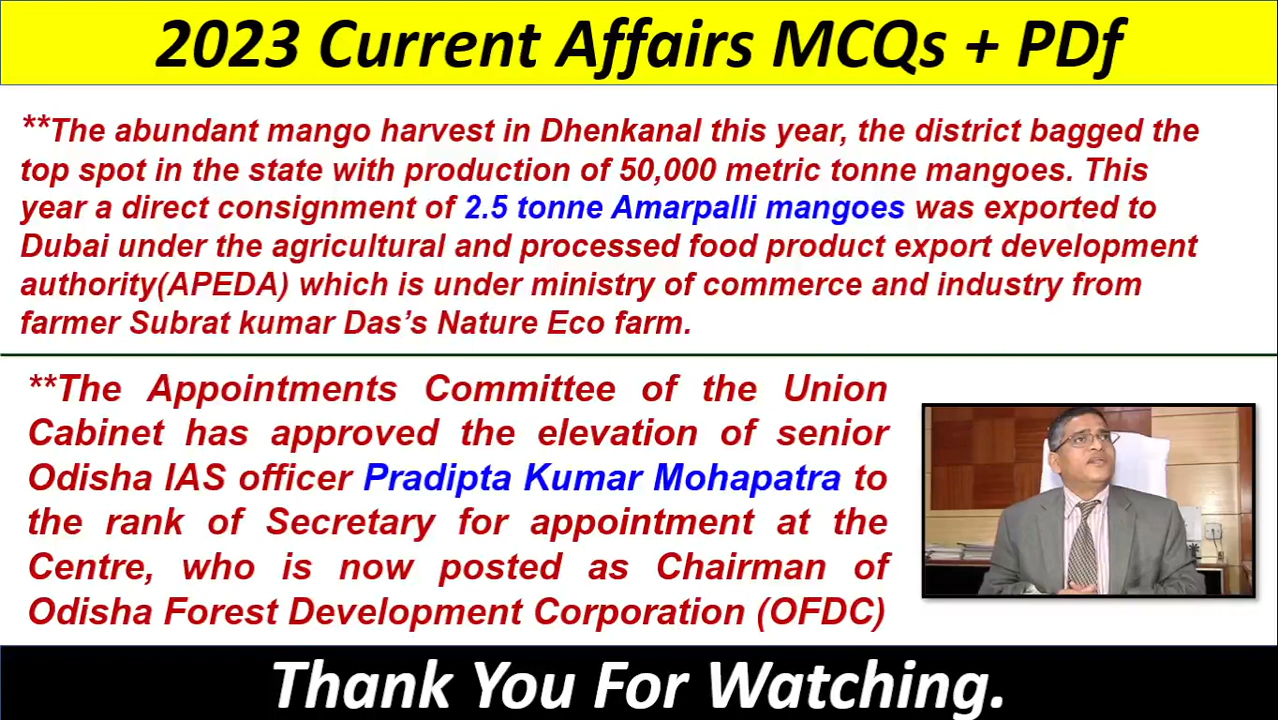 2023 Current Affairs MCQs + PDf
**The abundant mango harvest in Dhenkanal this year, the district bagged the
top spot in the state with production of 50,000 metric tonne mangoes. This
year a direct consignment of 2.5 tonne Amarpalli mangoes was exported to
Dubai under the agricultural and processed food product export development
authority(APEDA) which is under ministry of commerce and industry from
farmer Subrat kumar Das’s Nature Eco farm.
**The Appointments Committee of the Union
Cabinet has approved the elevation of senior
Odisha IAS officer Pradipta Kumar Mohapatra to
the rank of Secretary for appointment at the
Centre, who is now posted as Chairman of
Odisha Forest Development Corporation (OFDC)
Thank You For Watching.